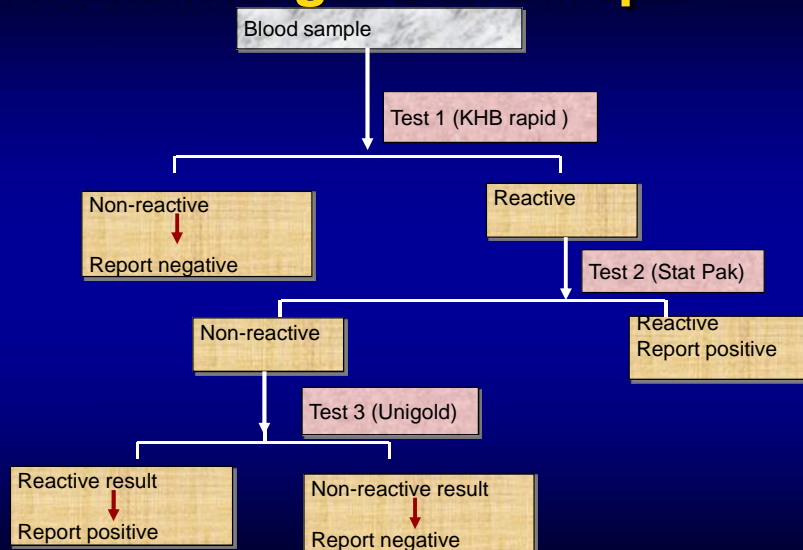 Blood sample
Test 1 (KHB rapid )
Non-reactive
Report negative
Reactive
Test 2 (Stat Pak)
Non-reactive
Reactive
Report positive
Test 3 (Unigold)
Reactive result
Report positive
Non-reactive result
Report negative